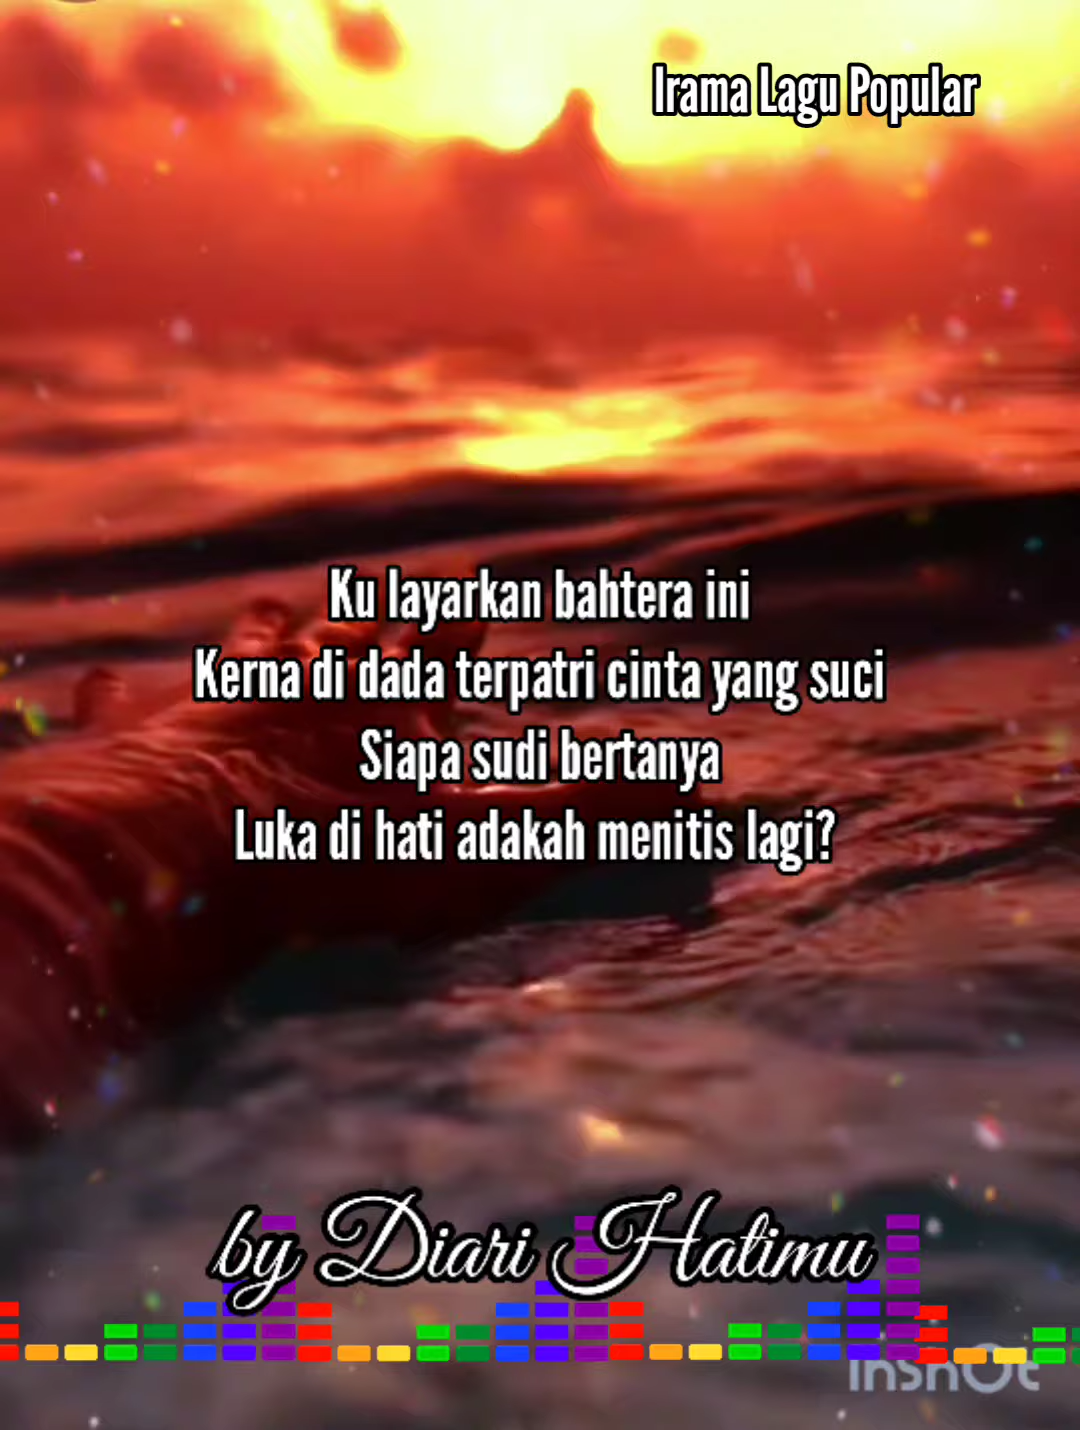 Irama Lagu Popular
Ku layarkan bahtera ini
Kerna di dada terpatri cinta yang suci
Siapa sudi bertanya
Luka di hati adakah menitis lagi?
by Diari Hatimu
InShOt